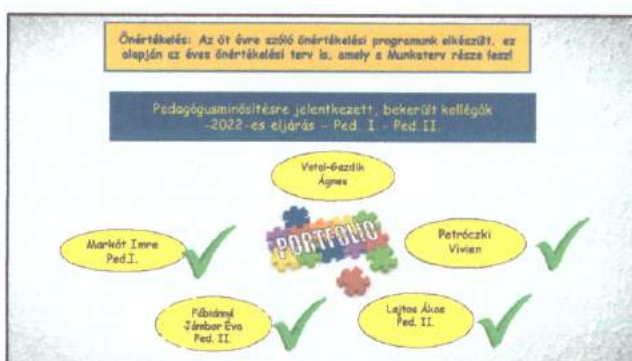 Önértékelés: Az öt évre szóló önértékelési programunk elkészült, ez
alapján az éves önértékelési terv is, amely a Munkaterv része lesz!
Pedagógusminősítésre jelentkezett, bekerült kollégák
-2022-es eljárás - Ped. I. - Ped.II.
Vatol-Gazdik
Ágnes
Markót Imre
Ped.I.
PORTFOLIO
Petróczki
Vivien
Fábiánné
Jámbor Éva
Ped. II.
Lajtos Ákos
Ped. II.